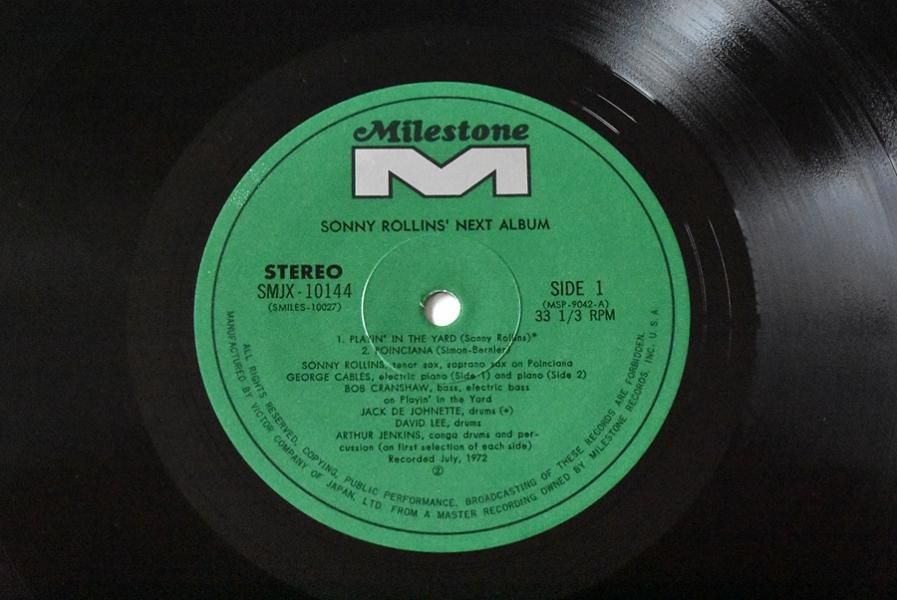 Milestone
M
SONNY ROLLINS' NEXT ALBUM
STEREO
SMJX-10144
(SMILES-10027)
SIDE 1
(MSP-9042-A)
33 1/3 RPM
1. PLAYIN' IN THE YARD (Sonny Rollins)*
2. POINCIANA (Simon-Bernier)
SONNY ROLLINS, tenor sax, soprano sax on Poinciana
GEORGE CABLES, electric piano (Side 1) and piano (Side 2)
BOB CRANSHAW, bass, electric bass
on Playin' in the Yard
JACK DE JOHNETTE, drums (*)
DAVID LEE, drums
ARTHUR JENKINS, conga drums and per-
cussion (on first selection of each side)
Recorded July, 1972
②
ALL RIGHTS RESERVED. COPYING, PUBLIC PERFORMANCE, BROADCASTING OF THESE RECORDS ARE FORBIDDEN.
MANUFACTURED BY VICTOR COMPANY OF JAPAN, LTD. FROM A MASTER RECORDING OWNED BY MILESTONE RECORDS, INC. U.S.A.